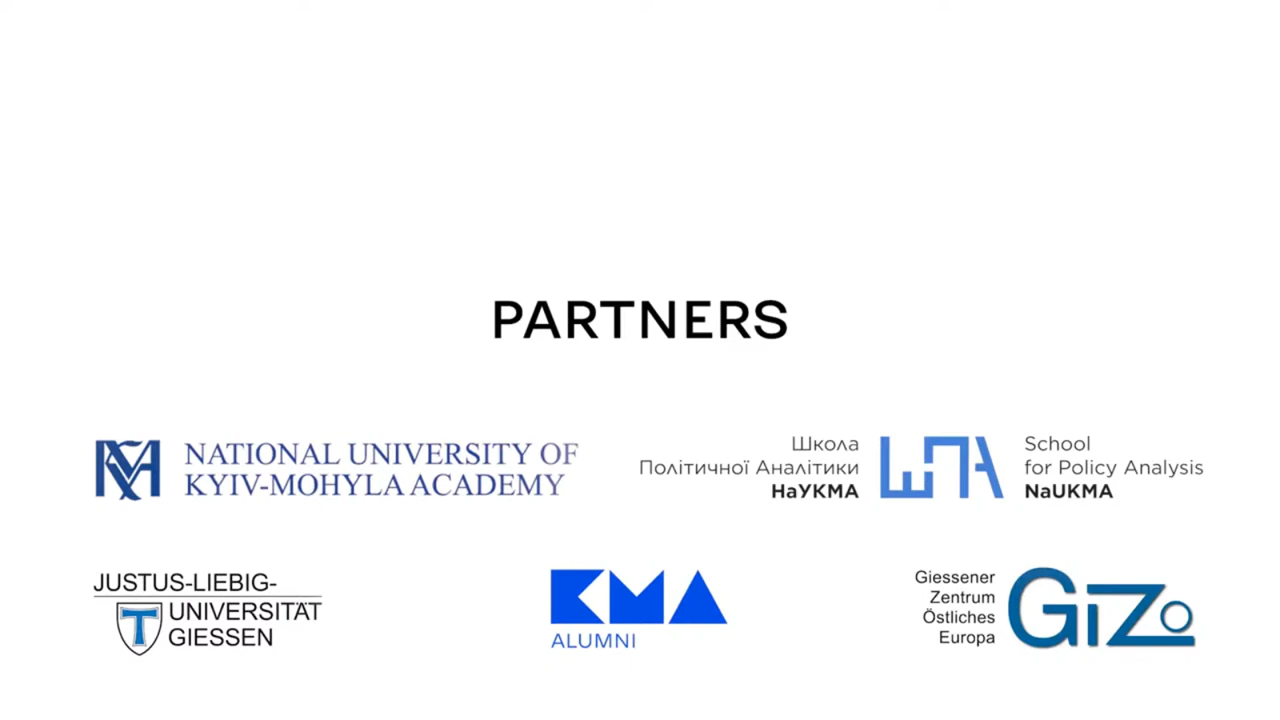 PARTNERS
NATIONAL UNIVERSITY OF
KYIV-MOHYLA ACADEMY
Школа
Політичної Аналітики
НаУКМА
ШПА
School
for Policy Analysis
NaUKMA
JUSTUS-LIEBIG-
UNIVERSITÄT
GIESSEN
KMA
ALUMNI
Giessener
Zentrum
Östliches
Europa
GiZo